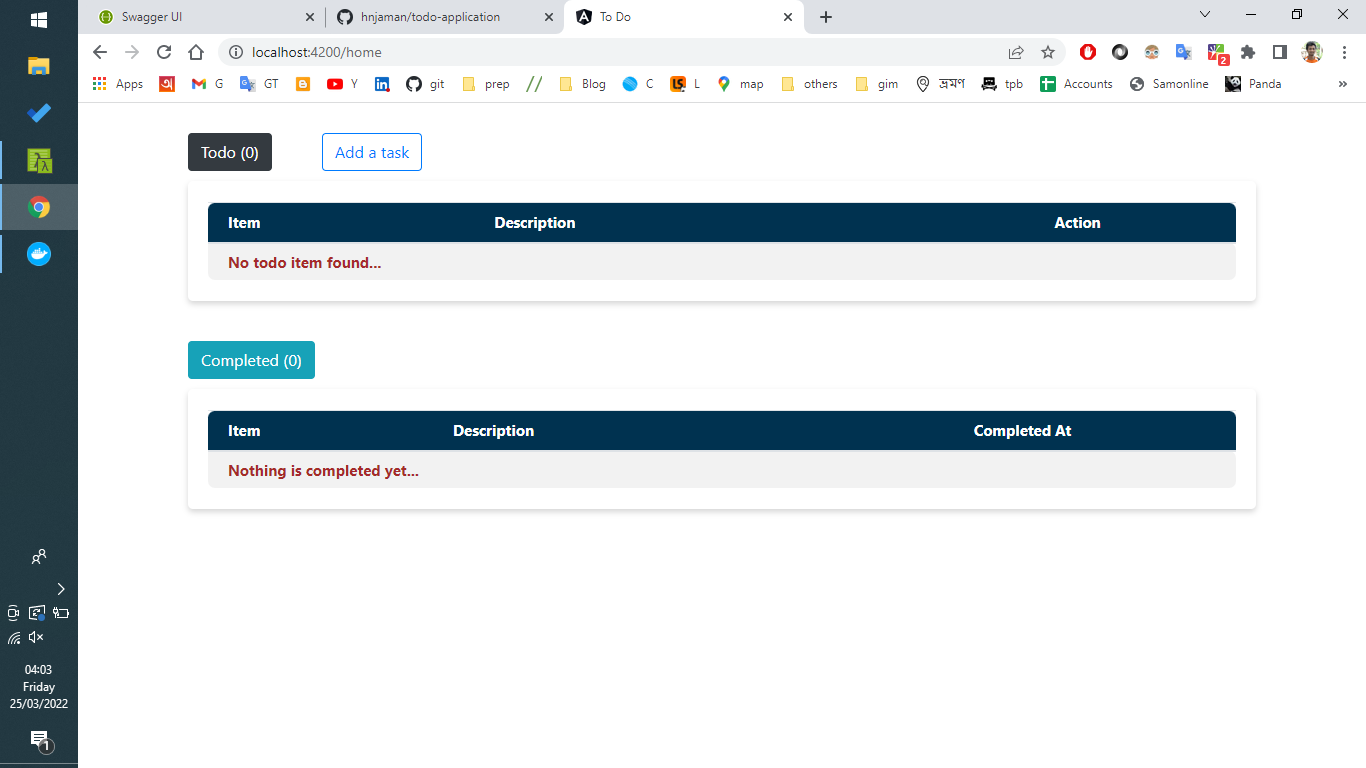 Swagger UI
hnjaman/todo-application
To Do
localhost:4200/home
2
Apps G GT Y git prep Blog C L map others gim ভ্রমণ tpb Accounts Samonline Panda
Todo (0) Add a task
Item Description Action
No todo item found...
Completed (0)
Item Description Completed At
Nothing is completed yet...
04:03
Friday
25/03/2022
1